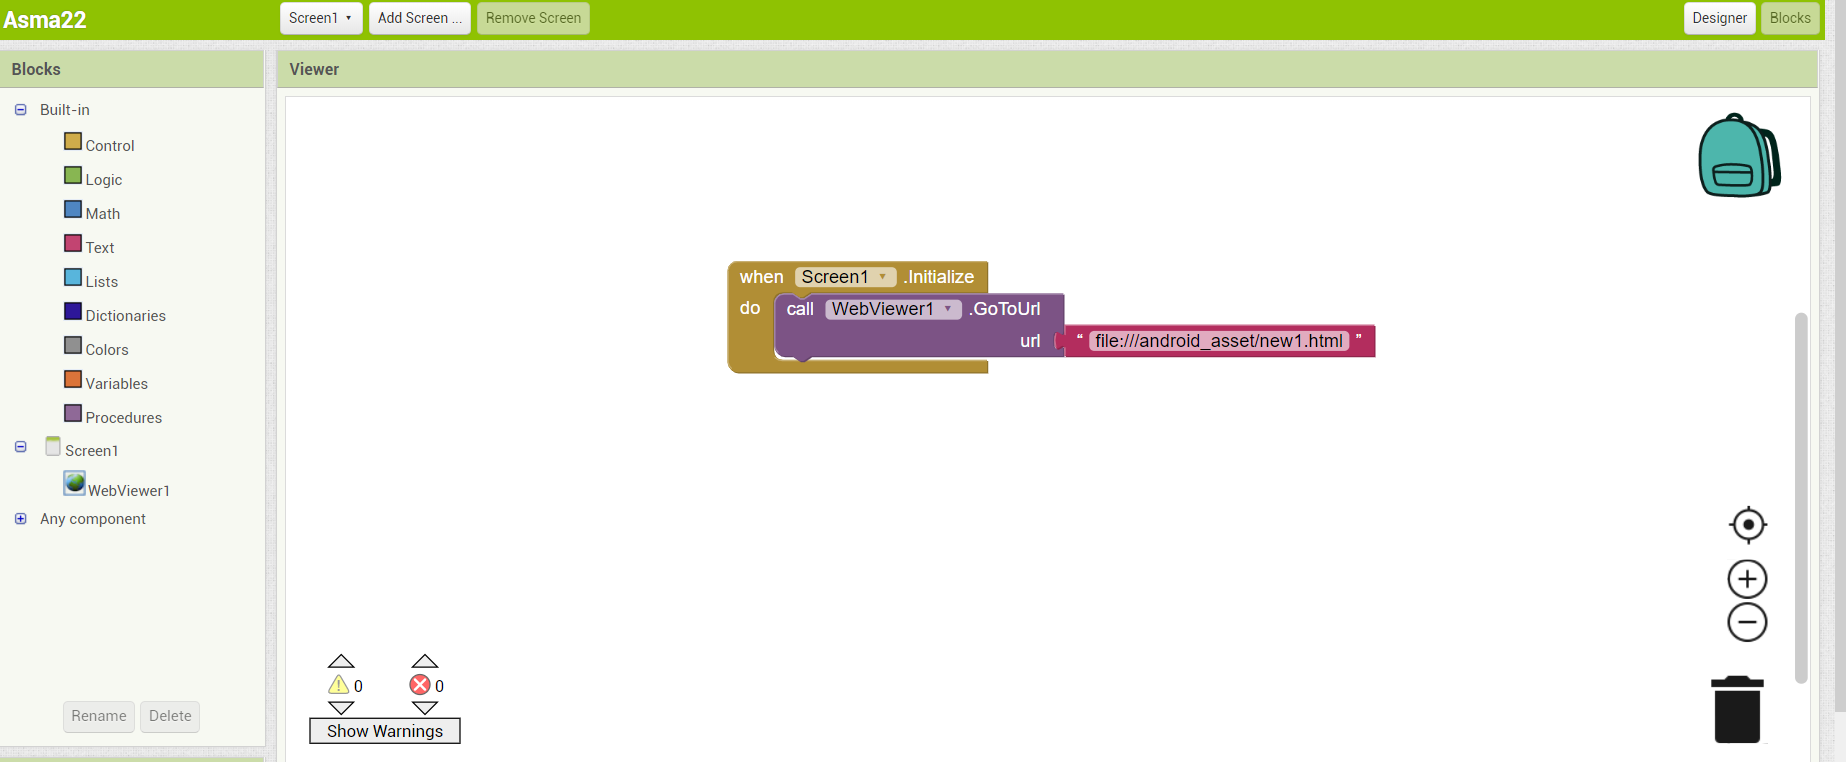 Asma22
Screen1
Add Screen ...
Remove Screen
Designer
Blocks
Blocks
Viewer
Built-in
Control
Logic
Math
Text
Lists
Dictionaries
Colors
Variables
Procedures
Screen1
WebViewer1
Any component
Rename
Delete
when Screen1 .Initialize
do call WebViewer1 .GoToUrl
url “ file:///android_asset/new1.html ”
0 0
Show Warnings